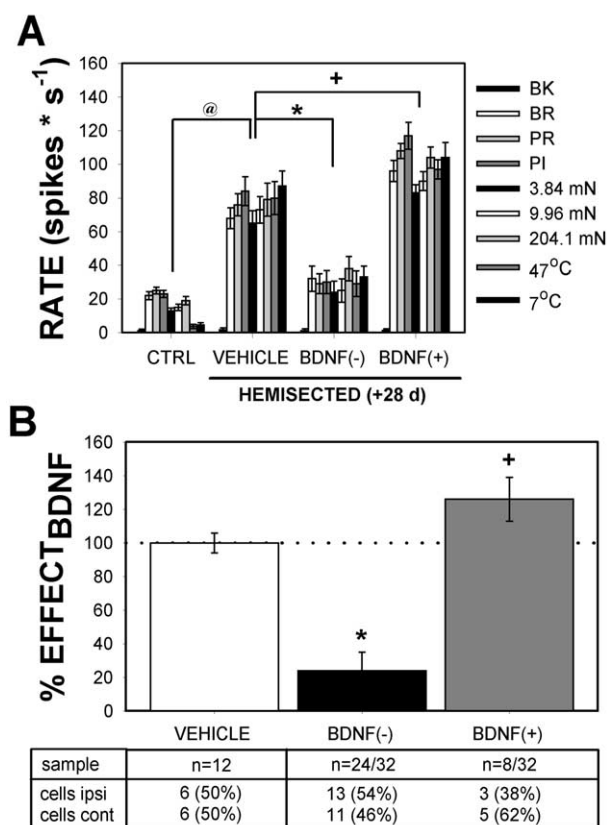 A
RATE (spikes * s-1)
160
140
120
100
80
60
40
20
0
@
*
+
BK
BR
PR
PI
3.84 mN
9.96 mN
204.1 mN
47°C
7°C
CTRL VEHICLE BDNF(-) BDNF(+)
HEMISECTED (+28 d)
B
% EFFECT BDNF
160
140
120
100
80
60
40
20
0
*
+
VEHICLE BDNF(-) BDNF(+)
sample n=12 n=24/32 n=8/32
cells ipsi 6 (50%) 13 (54%) 3 (38%)
cells cont 6 (50%) 11 (46%) 5 (62%)